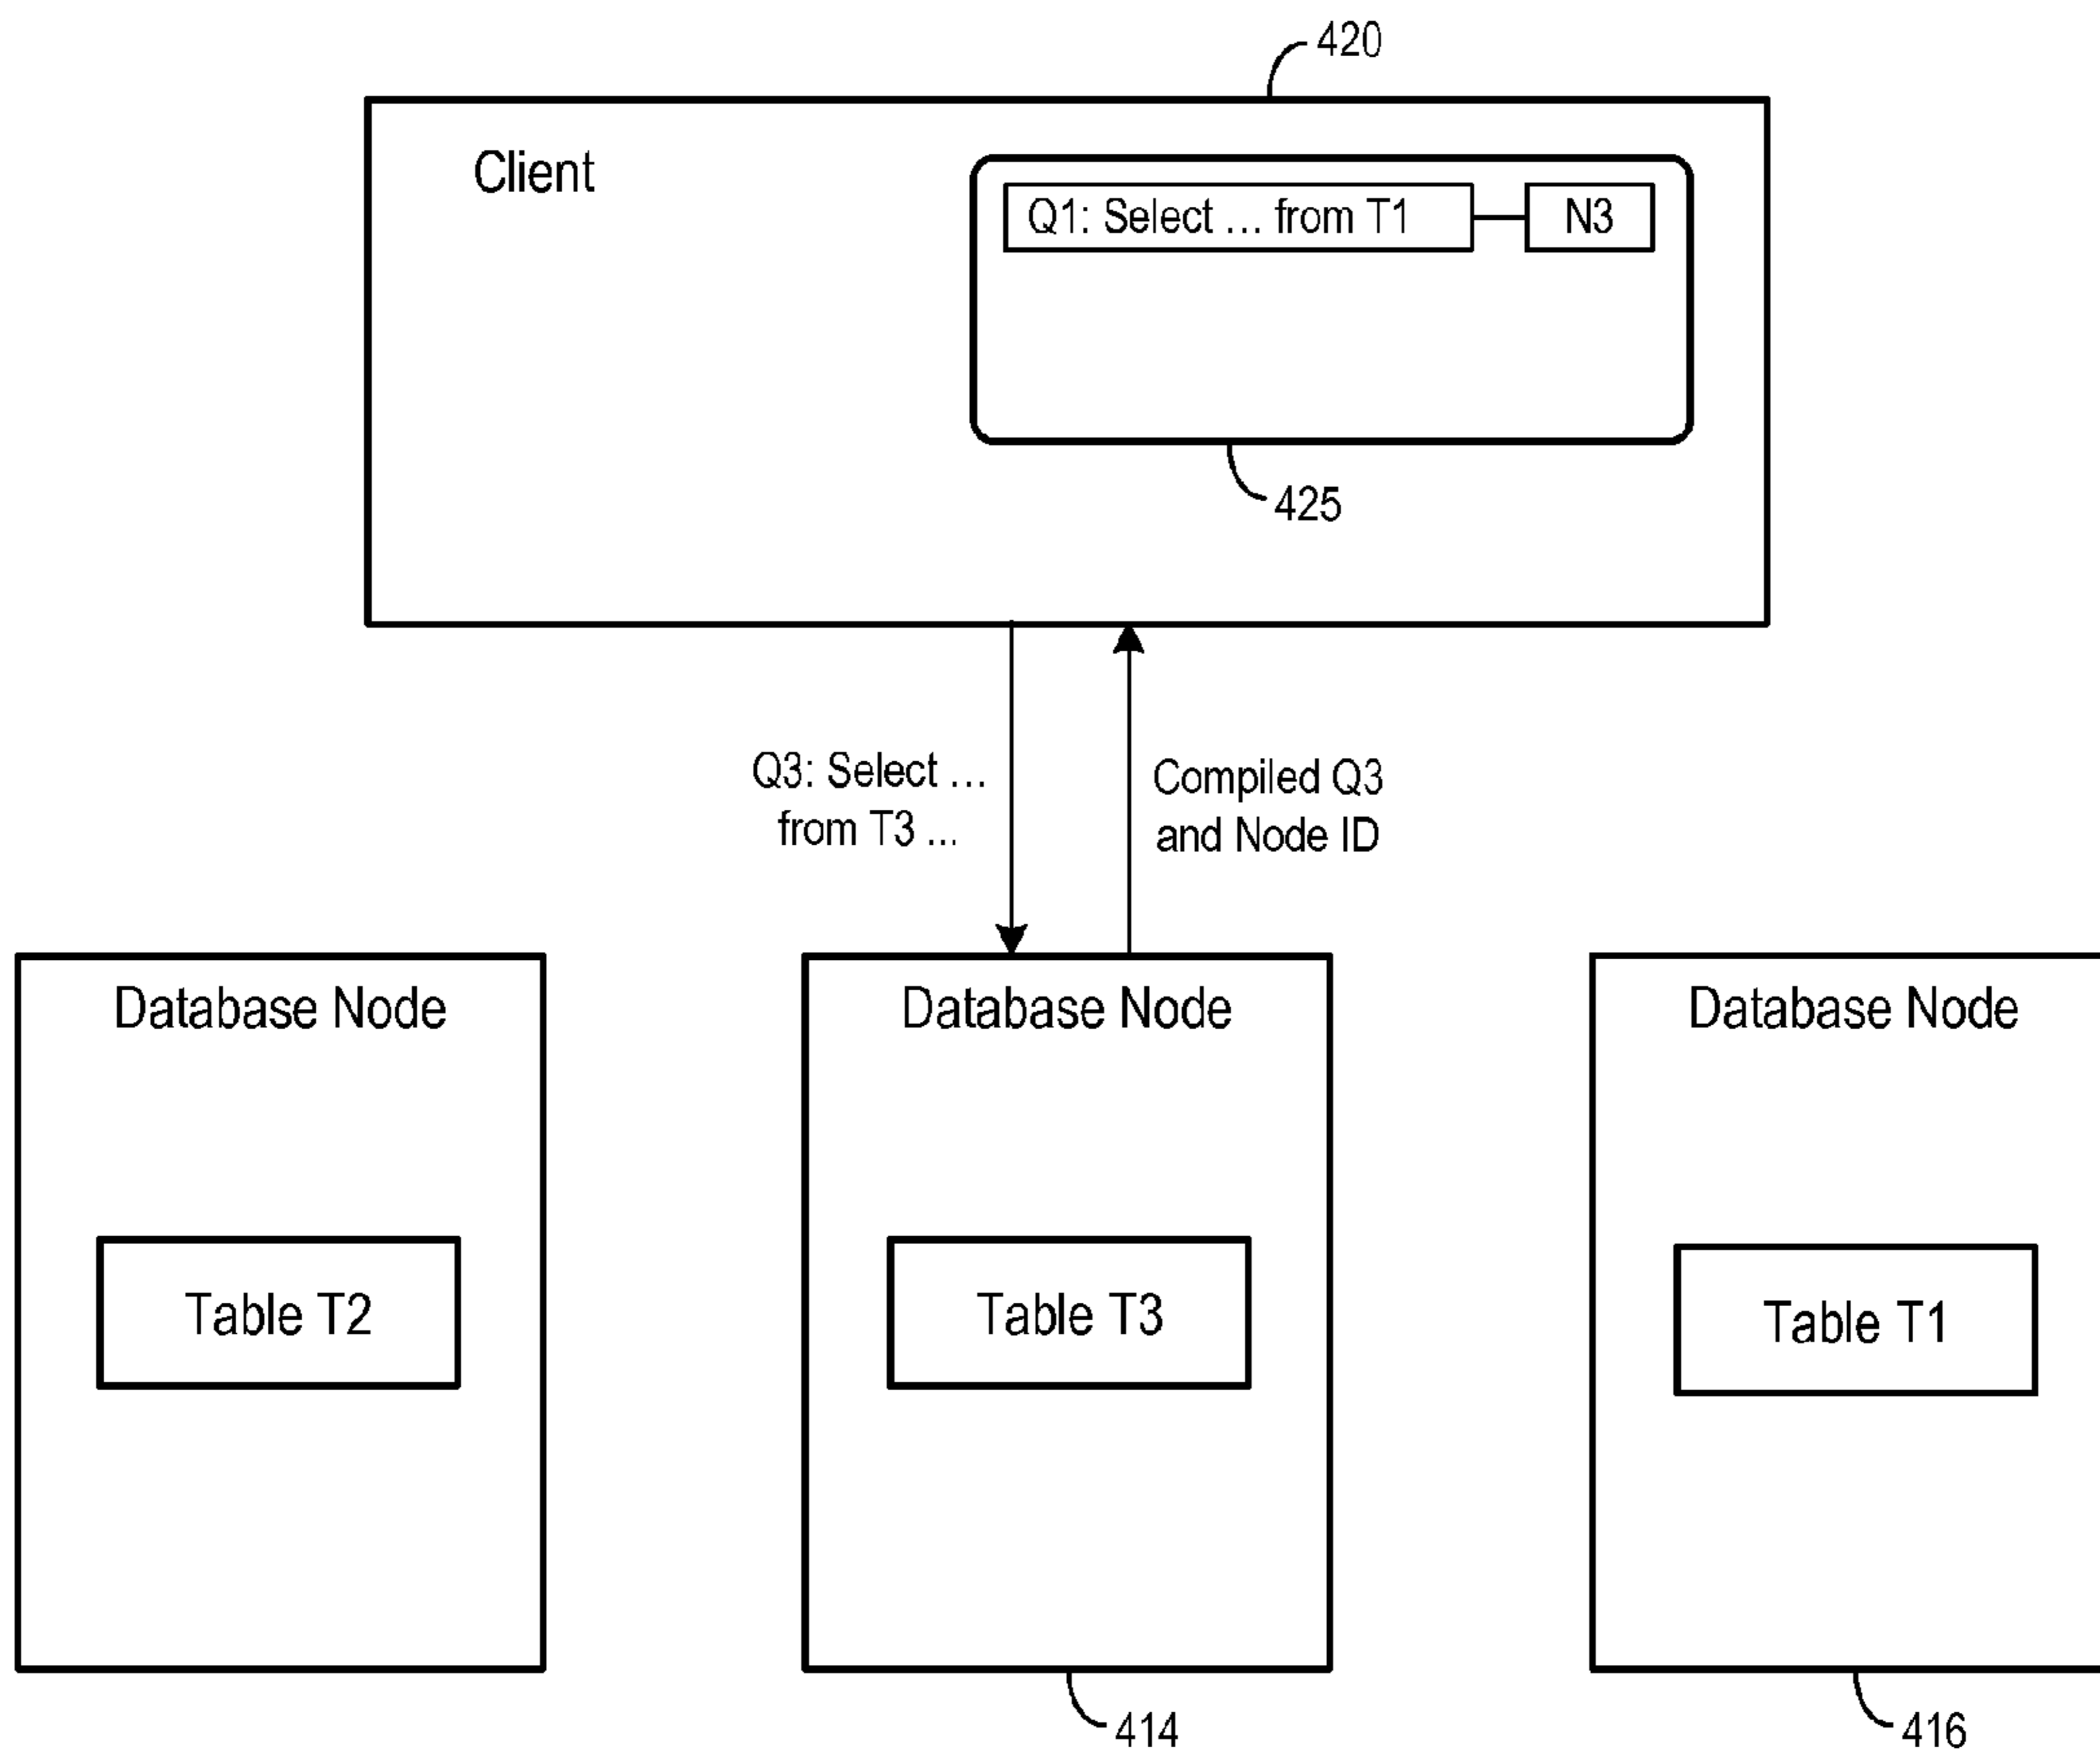 420
Client
Q1: Select ... from T1
N3
425
Q3: Select ...
from T3 ...
Compiled Q3
and Node ID
Database Node
Database Node
Database Node
Table T2
Table T3
Table T1
414
416